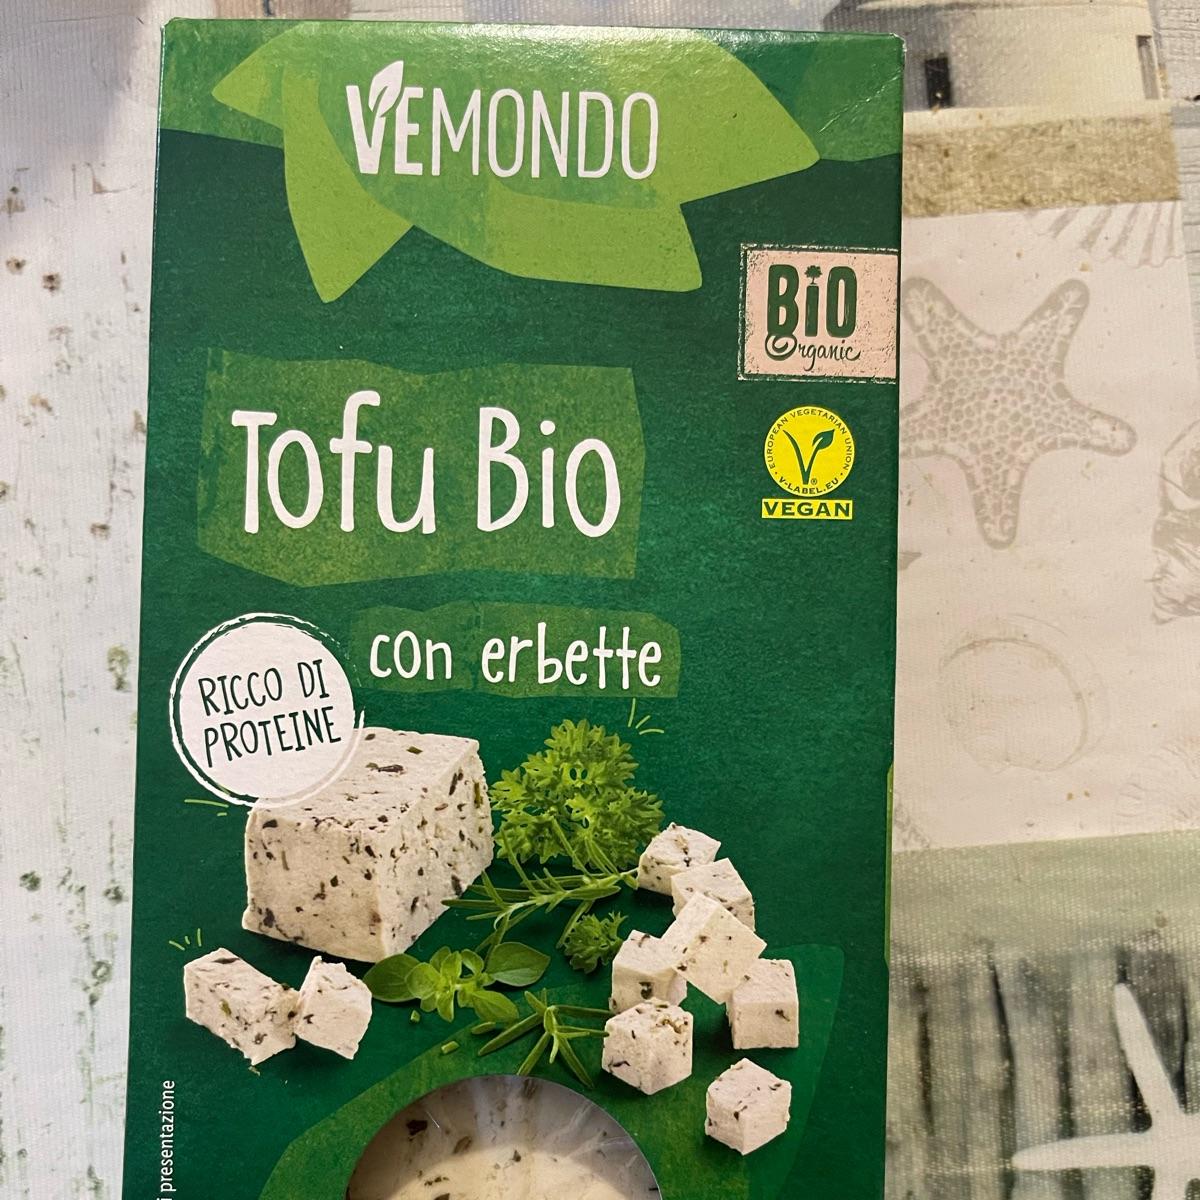 VEMONDO
BiO
Organic
EUROPEAN VEGETARIAN UNION
V-LABEL.EU
VEGAN
Tofu Bio
con erbette
RICCO DI
PROTEINE
i presentazione